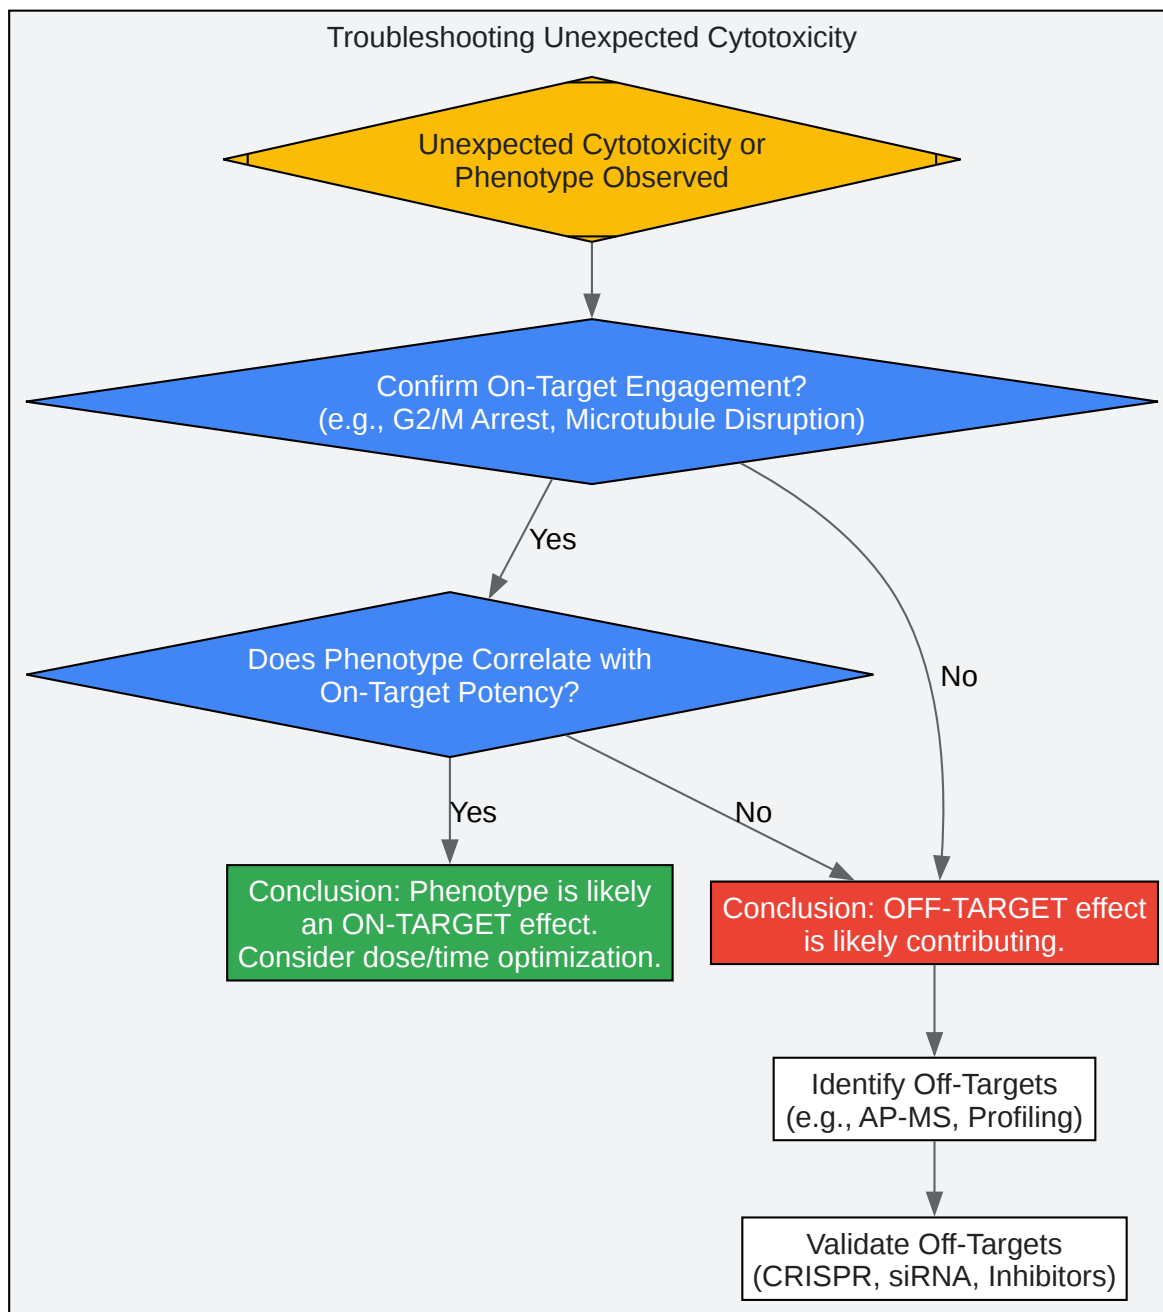 Troubleshooting Unexpected Cytotoxicity
Unexpected Cytotoxicity or
Phenotype Observed
Confirm On-Target Engagement?
(e.g., G2/M Arrest, Microtubule Disruption)
Yes
Does Phenotype Correlate with
On-Target Potency?
No
Yes
No
Conclusion: Phenotype is likely
an ON-TARGET effect.
Consider dose/time optimization.
Conclusion: OFF-TARGET effect
is likely contributing.
Identify Off-Targets
(e.g., AP-MS, Profiling)
Validate Off-Targets
(CRISPR, siRNA, Inhibitors)